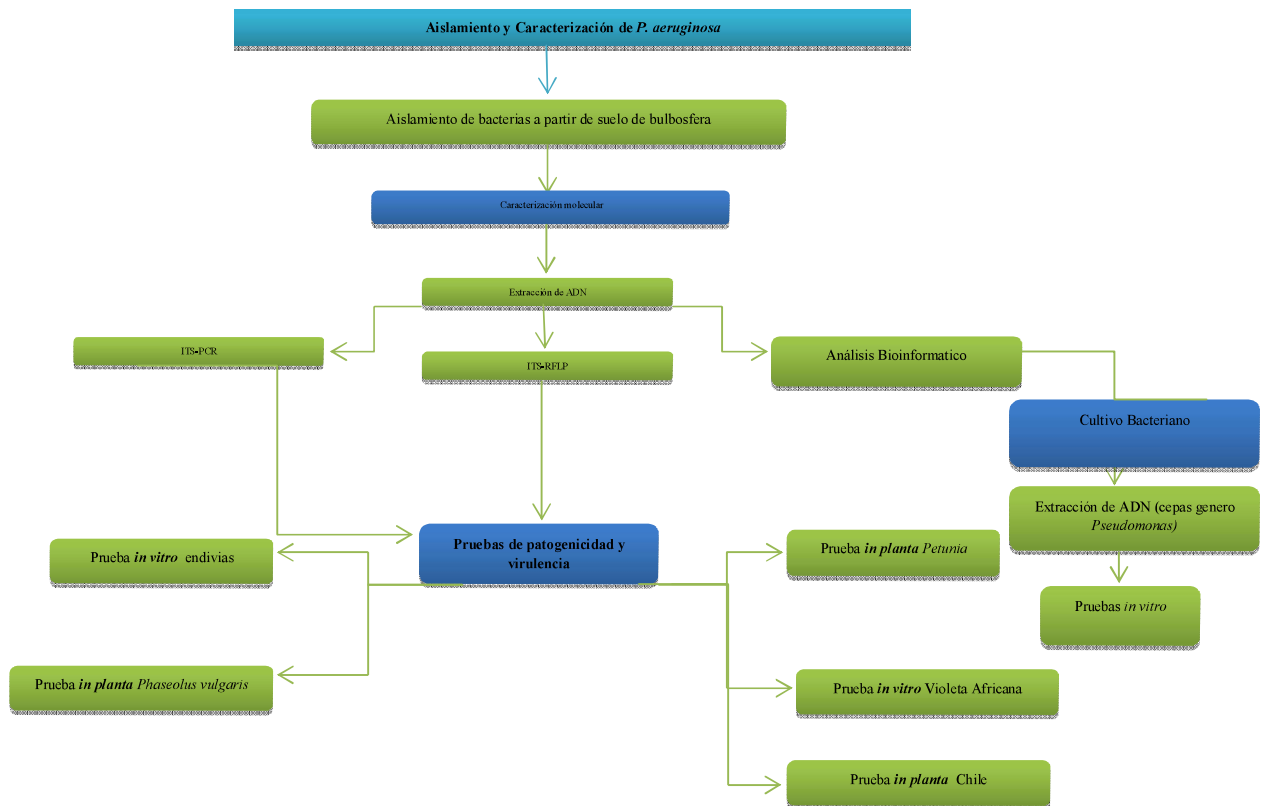 Aislamiento y Caracterización de P. aeruginosa
Aislamiento de bacterias a partir de suelo de bulbosfera
Caracterización molecular
Extracción de ADN
ITS-PCR
ITS-RFLP
Análisis Bioinformatico
Cultivo Bacteriano
Extracción de ADN (cepas genero
Pseudomonas)
Pruebas in vitro
Pruebas de patogenicidad y
virulencia
Prueba in vitro endivias
Prueba in planta Phaseolus vulgaris
Prueba in planta Petunia
Prueba in vitro Violeta Africana
Prueba in planta Chile